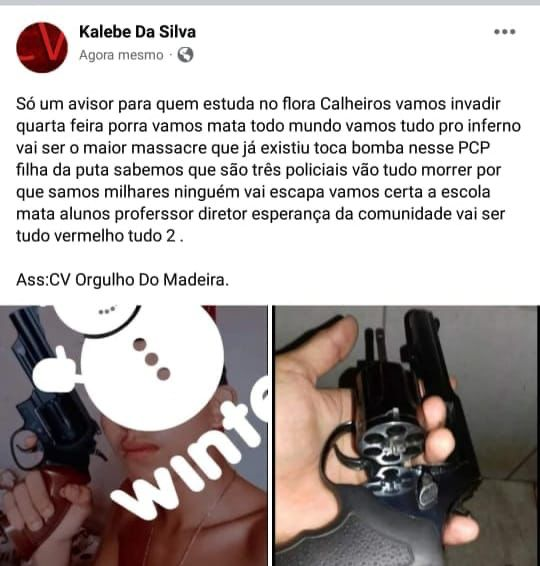 CV
Kalebe Da Silva
Agora mesmo ·
Só um avisor para quem estuda no flora Calheiros vamos invadir
quarta feira porra vamos mata todo mundo vamos tudo pro inferno
vai ser o maior massacre que já existiu toca bomba nesse PCP
filha da puta sabemos que são três policiais vão tudo morrer por
que samos milhares ninguém vai escapa vamos certa a escola
mata alunos proferssor diretor esperança da comunidade vai ser
tudo vermelho tudo 2 .
Ass:CV Orgulho Do Madeira.